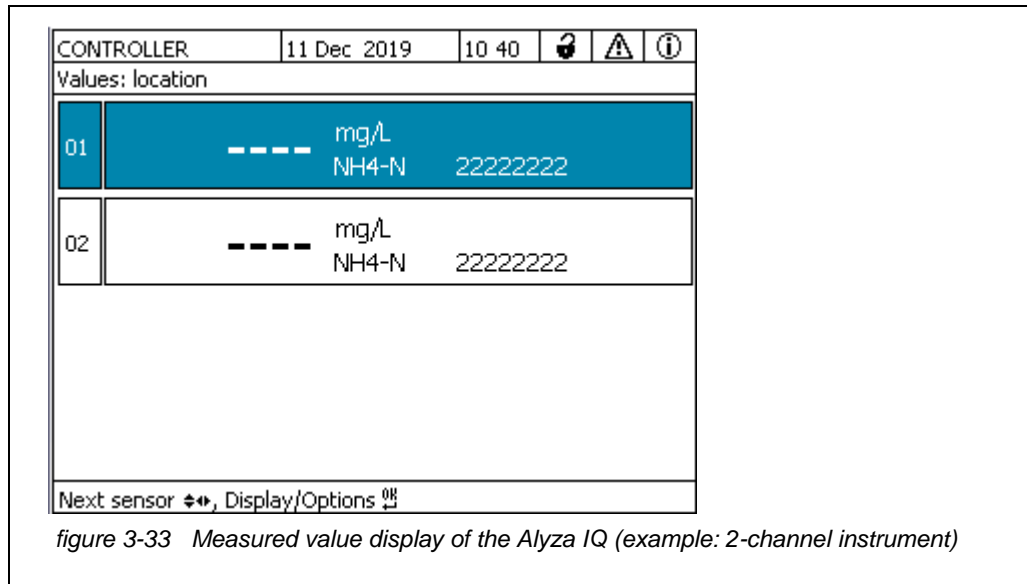 CONTROLLER 11 Dec 2019 10 40
Values: location
01 ---- mg/L
NH4-N 22222222
02 ---- mg/L
NH4-N 22222222
Next sensor , Display/Options OK
figure 3-33 Measured value display of the Alyza IQ (example: 2-channel instrument)